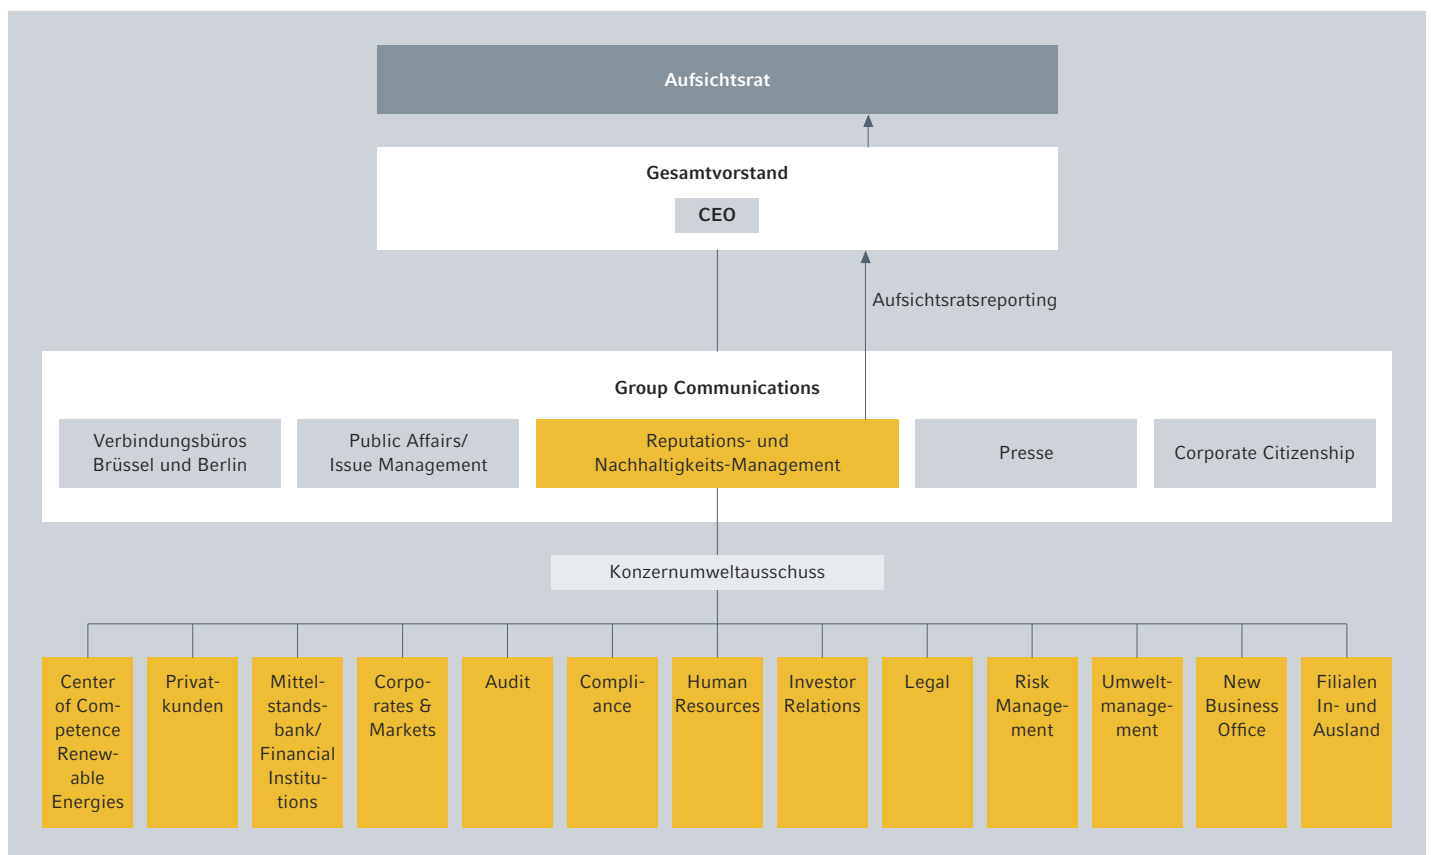 Aufsichtsrat
Gesamtvorstand
CEO
Aufsichtsratsreporting
Group Communications
Verbindungsbüros
Brüssel und Berlin
Public Affairs/
Issue Management
Reputations- und
Nachhaltigkeits-Management
Presse
Corporate Citizenship
Konzernumweltausschuss
Center
of Com-
petence
Renew-
able
Energies
Privat-
kunden
Mittel-
stands-
bank/
Financial
Institu-
tions
Corpo-
rates &
Markets
Audit
Compli-
ance
Human
Resources
Investor
Relations
Legal
Risk
Manage-
ment
Umwelt-
manage-
ment
New
Business
Office
Filialen
In- und
Ausland